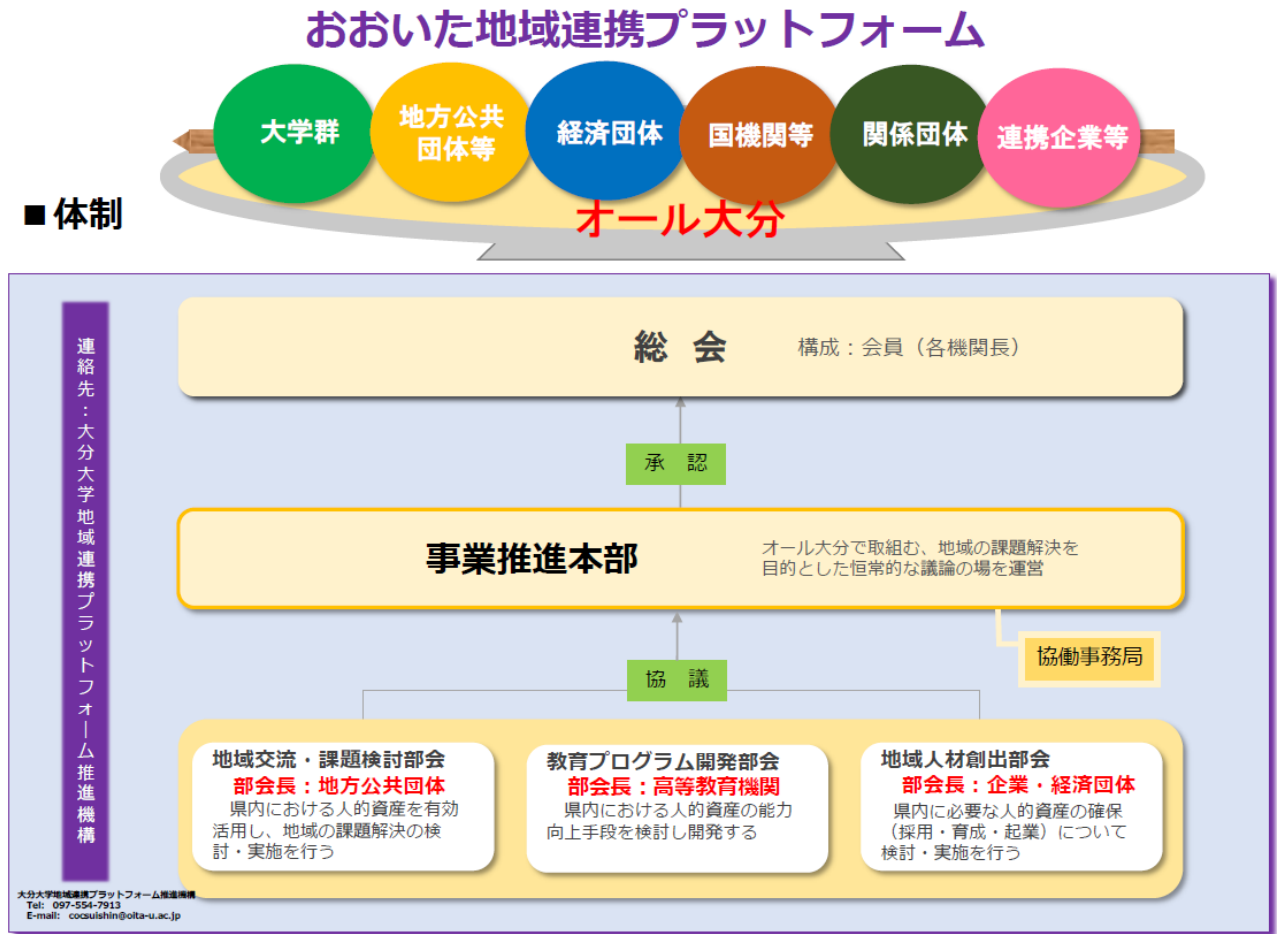 おおいた地域連携プラットフォーム
大学群
地方公共
団体等
経済団体
国機関等
関係団体
連携企業等
オール大分
■体制
連絡先：大分大学地域連携プラットフォーム推進機構
総 会
構成：会員（各機関長）
承 認
事業推進本部
オール大分で取組む、地域の課題解決を
目的とした恒常的な議論の場を運営
協働事務局
協 議
地域交流・課題検討部会
部会長：地方公共団体
県内における人的資産を有効
活用し、地域の課題解決の検
討・実施を行う
教育プログラム開発部会
部会長：高等教育機関
県内における人的資産の能力
向上手段を検討し開発する
地域人材創出部会
部会長：企業・経済団体
県内に必要な人的資産の確保
（採用・育成・起業）について
検討・実施を行う
大分大学地域連携プラットフォーム推進機構
Tel: 097-554-7913
E-mail: cocsuishin@oita-u.ac.jp